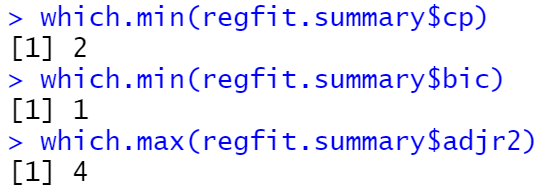 > which.min(regfit.summary$cp)
[1] 2
> which.min(regfit.summary$bic)
[1] 1
> which.max(regfit.summary$adjr2)
[1] 4